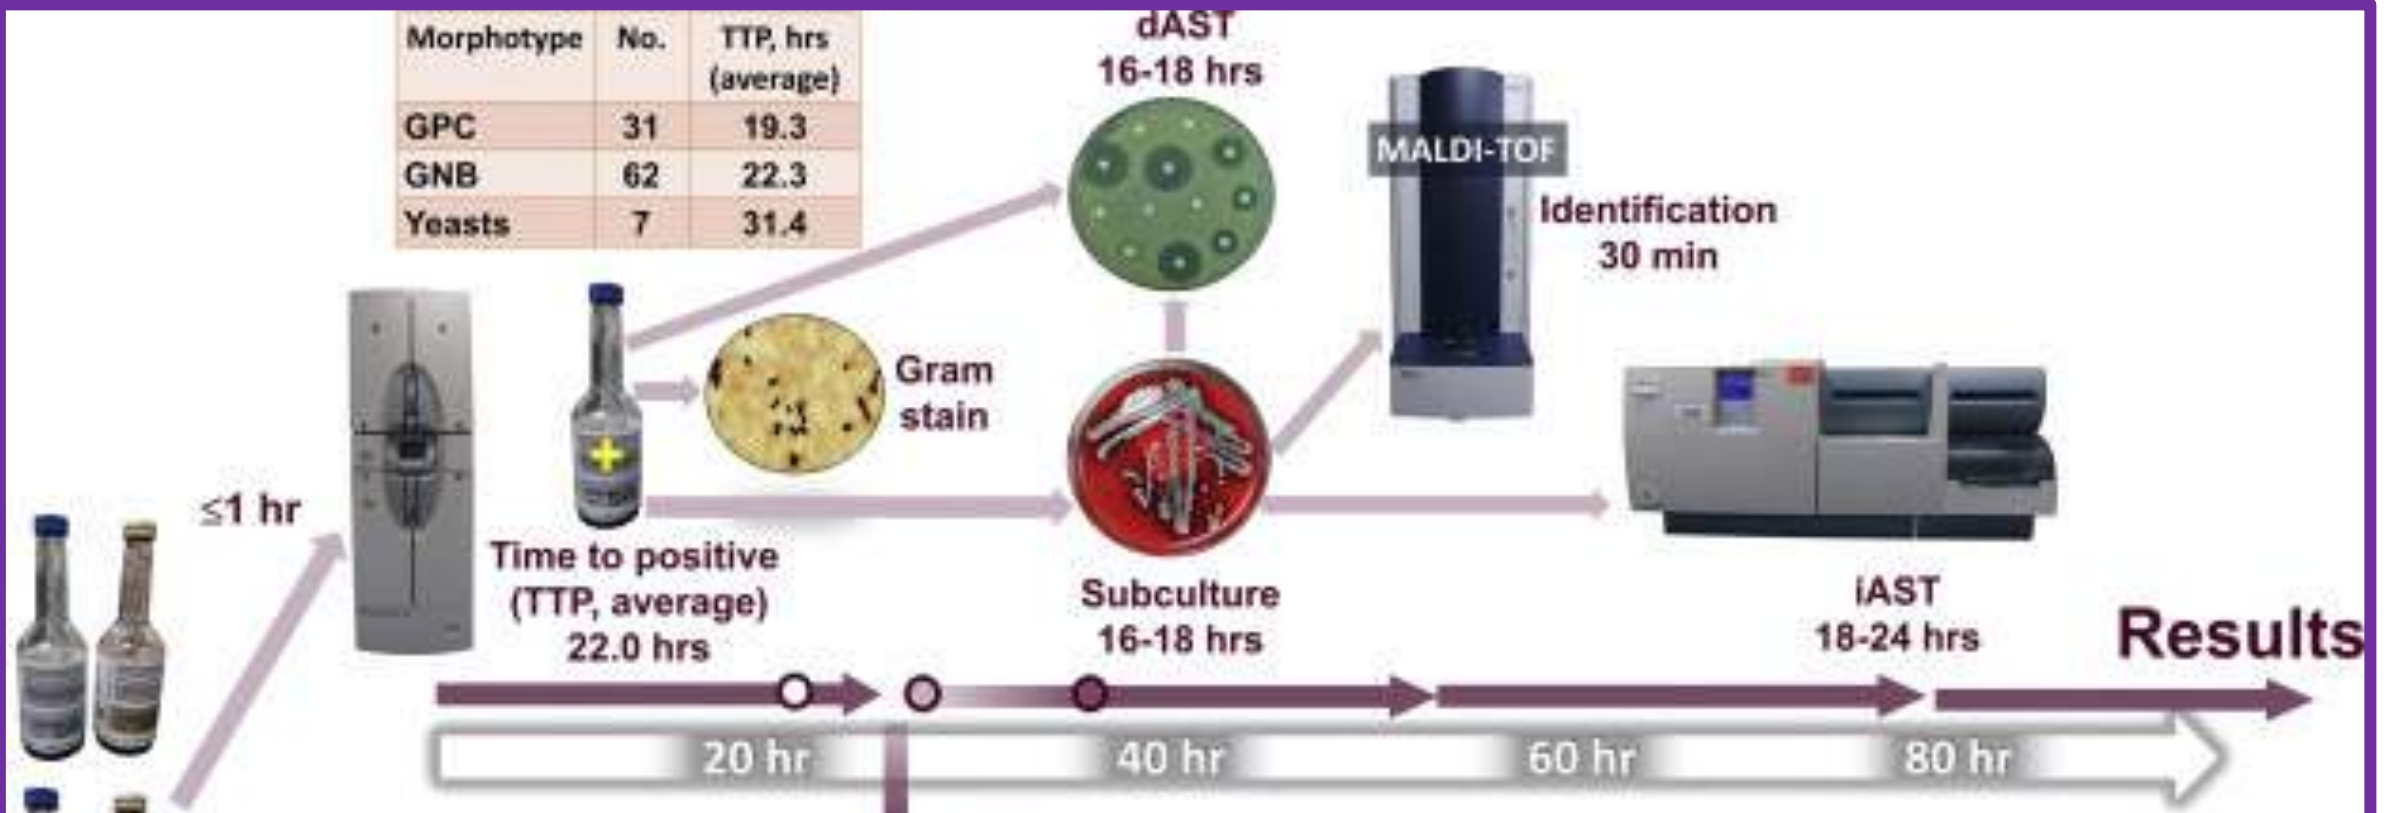 Morphotype No. TTP, hrs
(average)
GPC 31 19.3
GNB 62 22.3
Yeasts 7 31.4
dAST
16-18 hrs
MALDI-TOF
Identification
30 min
Gram
stain
≤1 hr
Time to positive
(TTP, average)
22.0 hrs
Subculture
16-18 hrs
iAST
18-24 hrs
Results
20 hr 40 hr 60 hr 80 hr